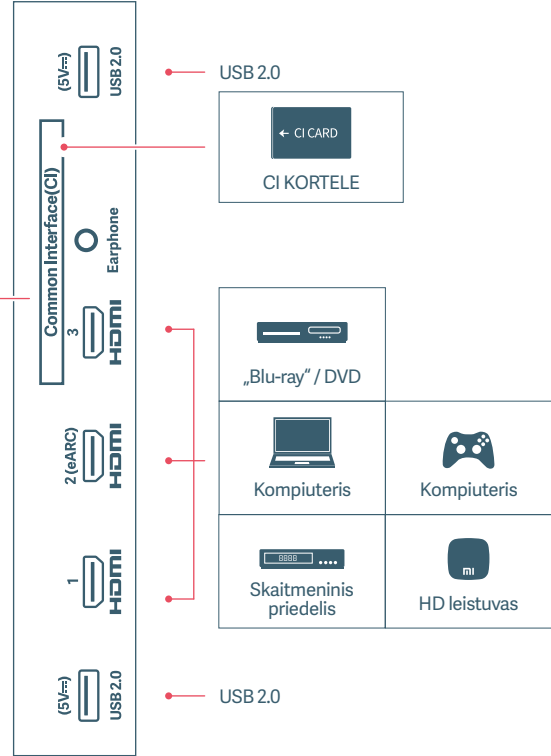 (5V⎓)
USB 2.0
USB 2.0
← CI CARD
CI KORTELE
Common Interface(CI)
Earphone
3
HDMI
„Blu-ray“ / DVD
2 (eARC)
HDMI
Kompiuteris
Kompiuteris
1
HDMI
8888
Skaitmeninis
priedelis
MI
HD leistuvas
(5V⎓)
USB 2.0
USB 2.0